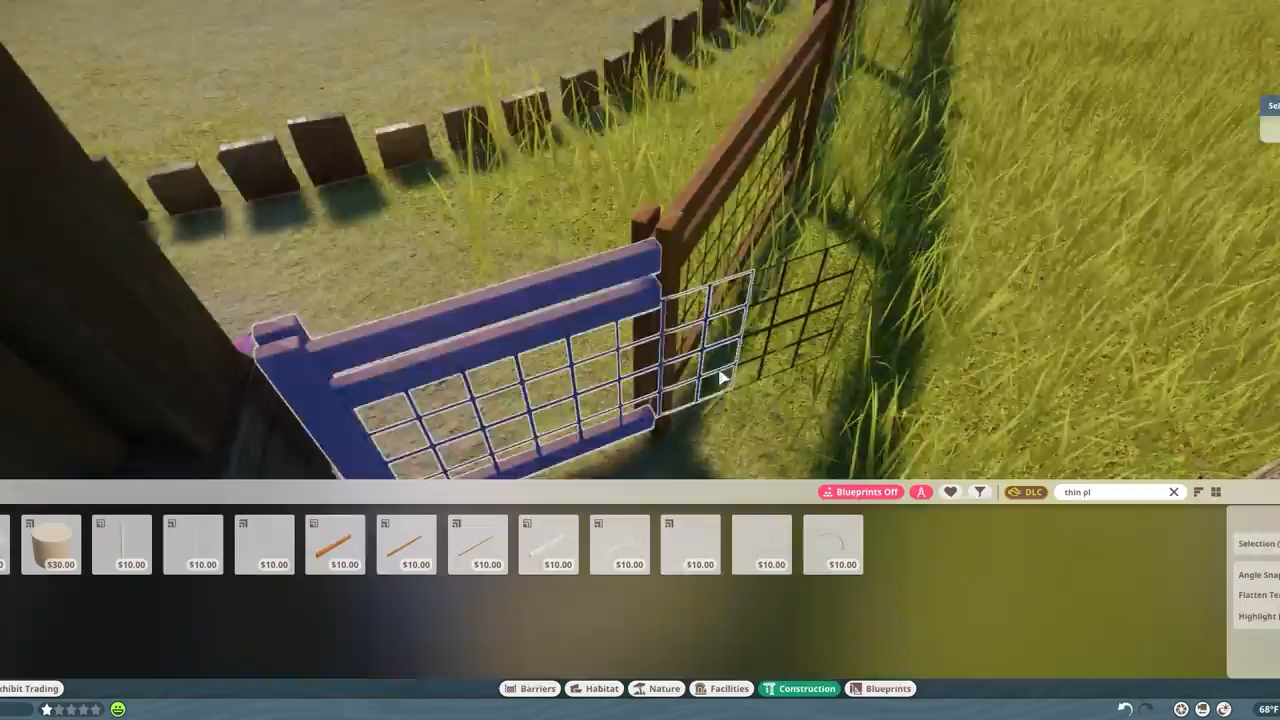 Sel
Blueprints Off
DLC
thin pl
$30.00
$10.00
$10.00
$10.00
$10.00
$10.00
$10.00
$10.00
$10.00
$10.00
$10.00
$10.00
Selection (
Angle Snap
Flatten Te
Highlight (
xhibit Trading
Barriers
Habitat
Nature
Facilities
Construction
Blueprints
68°F